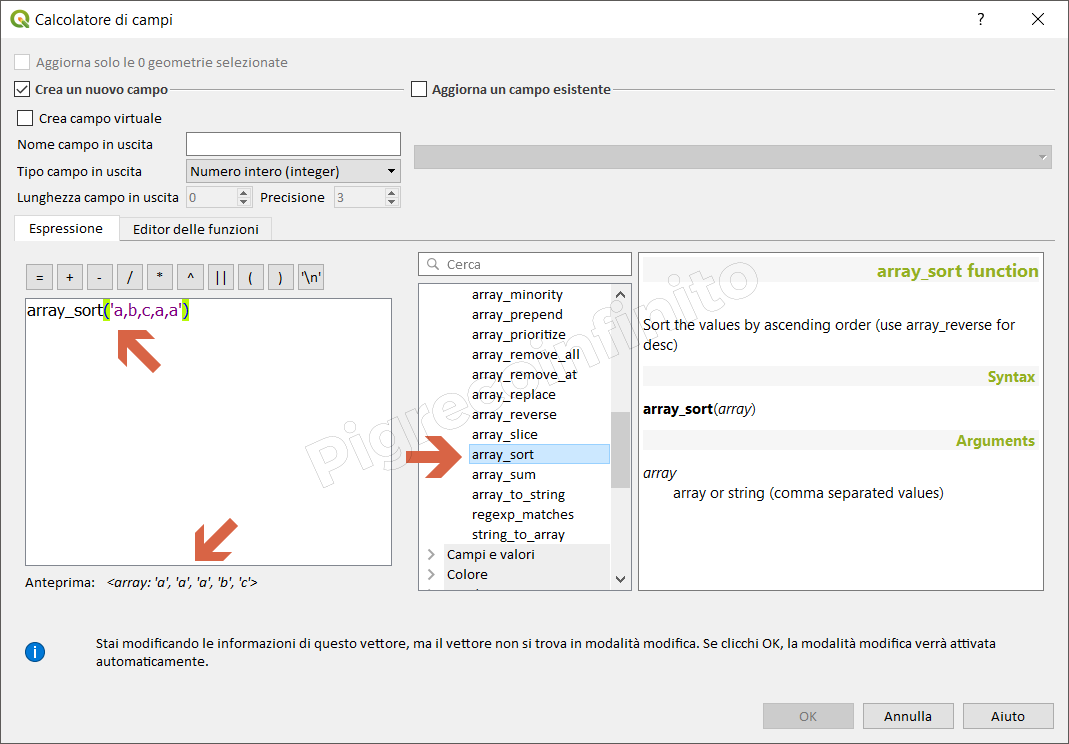 Calcolatore di campi
?
Aggiorna solo le 0 geometrie selezionate
Crea un nuovo campo
Aggiorna un campo esistente
Crea campo virtuale
Nome campo in uscita
Tipo campo in uscita
Numero intero (integer)
Lunghezza campo in uscita
0
Precisione
3
Espressione
Editor delle funzioni
= + - / * ^ || ( ) '\n'
array_sort('a,b,c,a,a')
Anteprima: <array: 'a', 'a', 'a', 'b', 'c'>
Cerca
array_minority
array_prepend
array_prioritize
array_remove_all
array_remove_at
array_replace
array_reverse
array_slice
array_sort
array_sum
array_to_string
regexp_matches
string_to_array
Campi e valori
Colore
array_sort function
Sort the values by ascending order (use array_reverse for
desc)
Syntax
array_sort(array)
Arguments
array
array or string (comma separated values)
Pigrecoinfinito
i
Stai modificando le informazioni di questo vettore, ma il vettore non si trova in modalità modifica. Se clicchi OK, la modalità modifica verrà attivata
automaticamente.
OK
Annulla
Aiuto